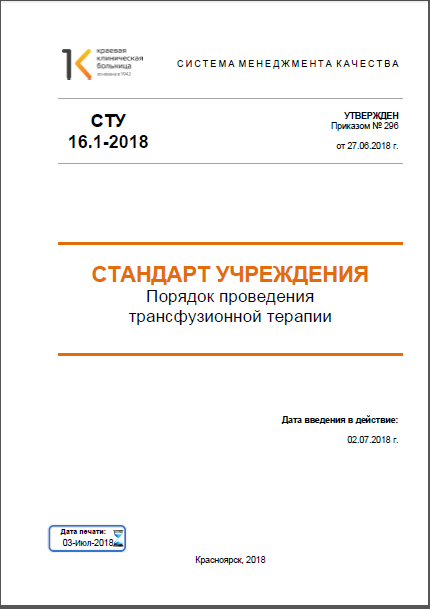 краевая
клиническая
больница
основана в 1942
СИСТЕМА МЕНЕДЖМЕНТА КАЧЕСТВА
СТУ
16.1-2018
УТВЕРЖДЕН
Приказом № 296
от 27.06.2018 г.
СТАНДАРТ УЧРЕЖДЕНИЯ
Порядок проведения
трансфузионной терапии
Дата введения в действие:
02.07.2018 г.
Дата печати:
03-Июл-2018
Красноярск, 2018